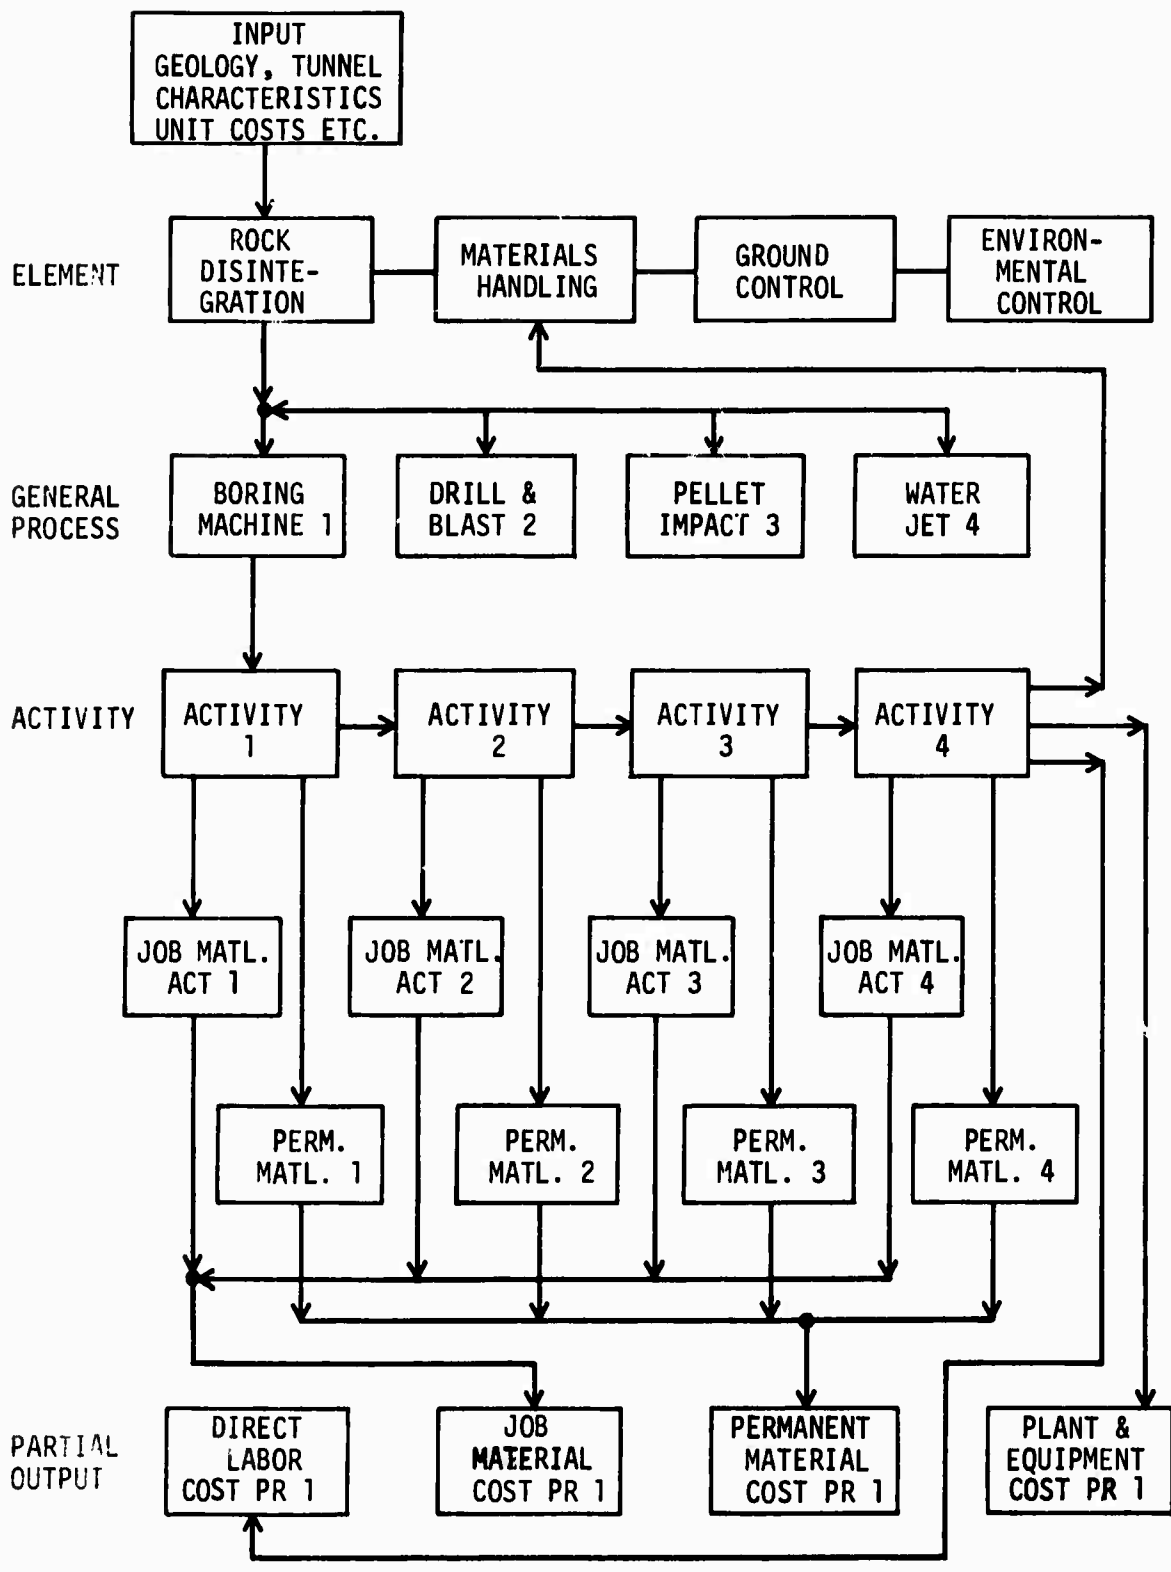 INPUT
GEOLOGY, TUNNEL
CHARACTERISTICS
UNIT COSTS ETC.
ELEMENT
ROCK
DISINTE-
GRATION
MATERIALS
HANDLING
GROUND
CONTROL
ENVIRON-
MENTAL
CONTROL
GENERAL
PROCESS
BORING
MACHINE 1
DRILL &
BLAST 2
PELLET
IMPACT 3
WATER
JET 4
ACTIVITY
ACTIVITY
1
ACTIVITY
2
ACTIVITY
3
ACTIVITY
4
JOB MATL.
ACT 1
JOB MATL.
ACT 2
JOB MATL.
ACT 3
JOB MATL.
ACT 4
PERM.
MATL. 1
PERM.
MATL. 2
PERM.
MATL. 3
PERM.
MATL. 4
PARTIAL
OUTPUT
DIRECT
LABOR
COST PR 1
JOB
MATERIAL
COST PR 1
PERMANENT
MATERIAL
COST PR 1
PLANT &
EQUIPMENT
COST PR 1